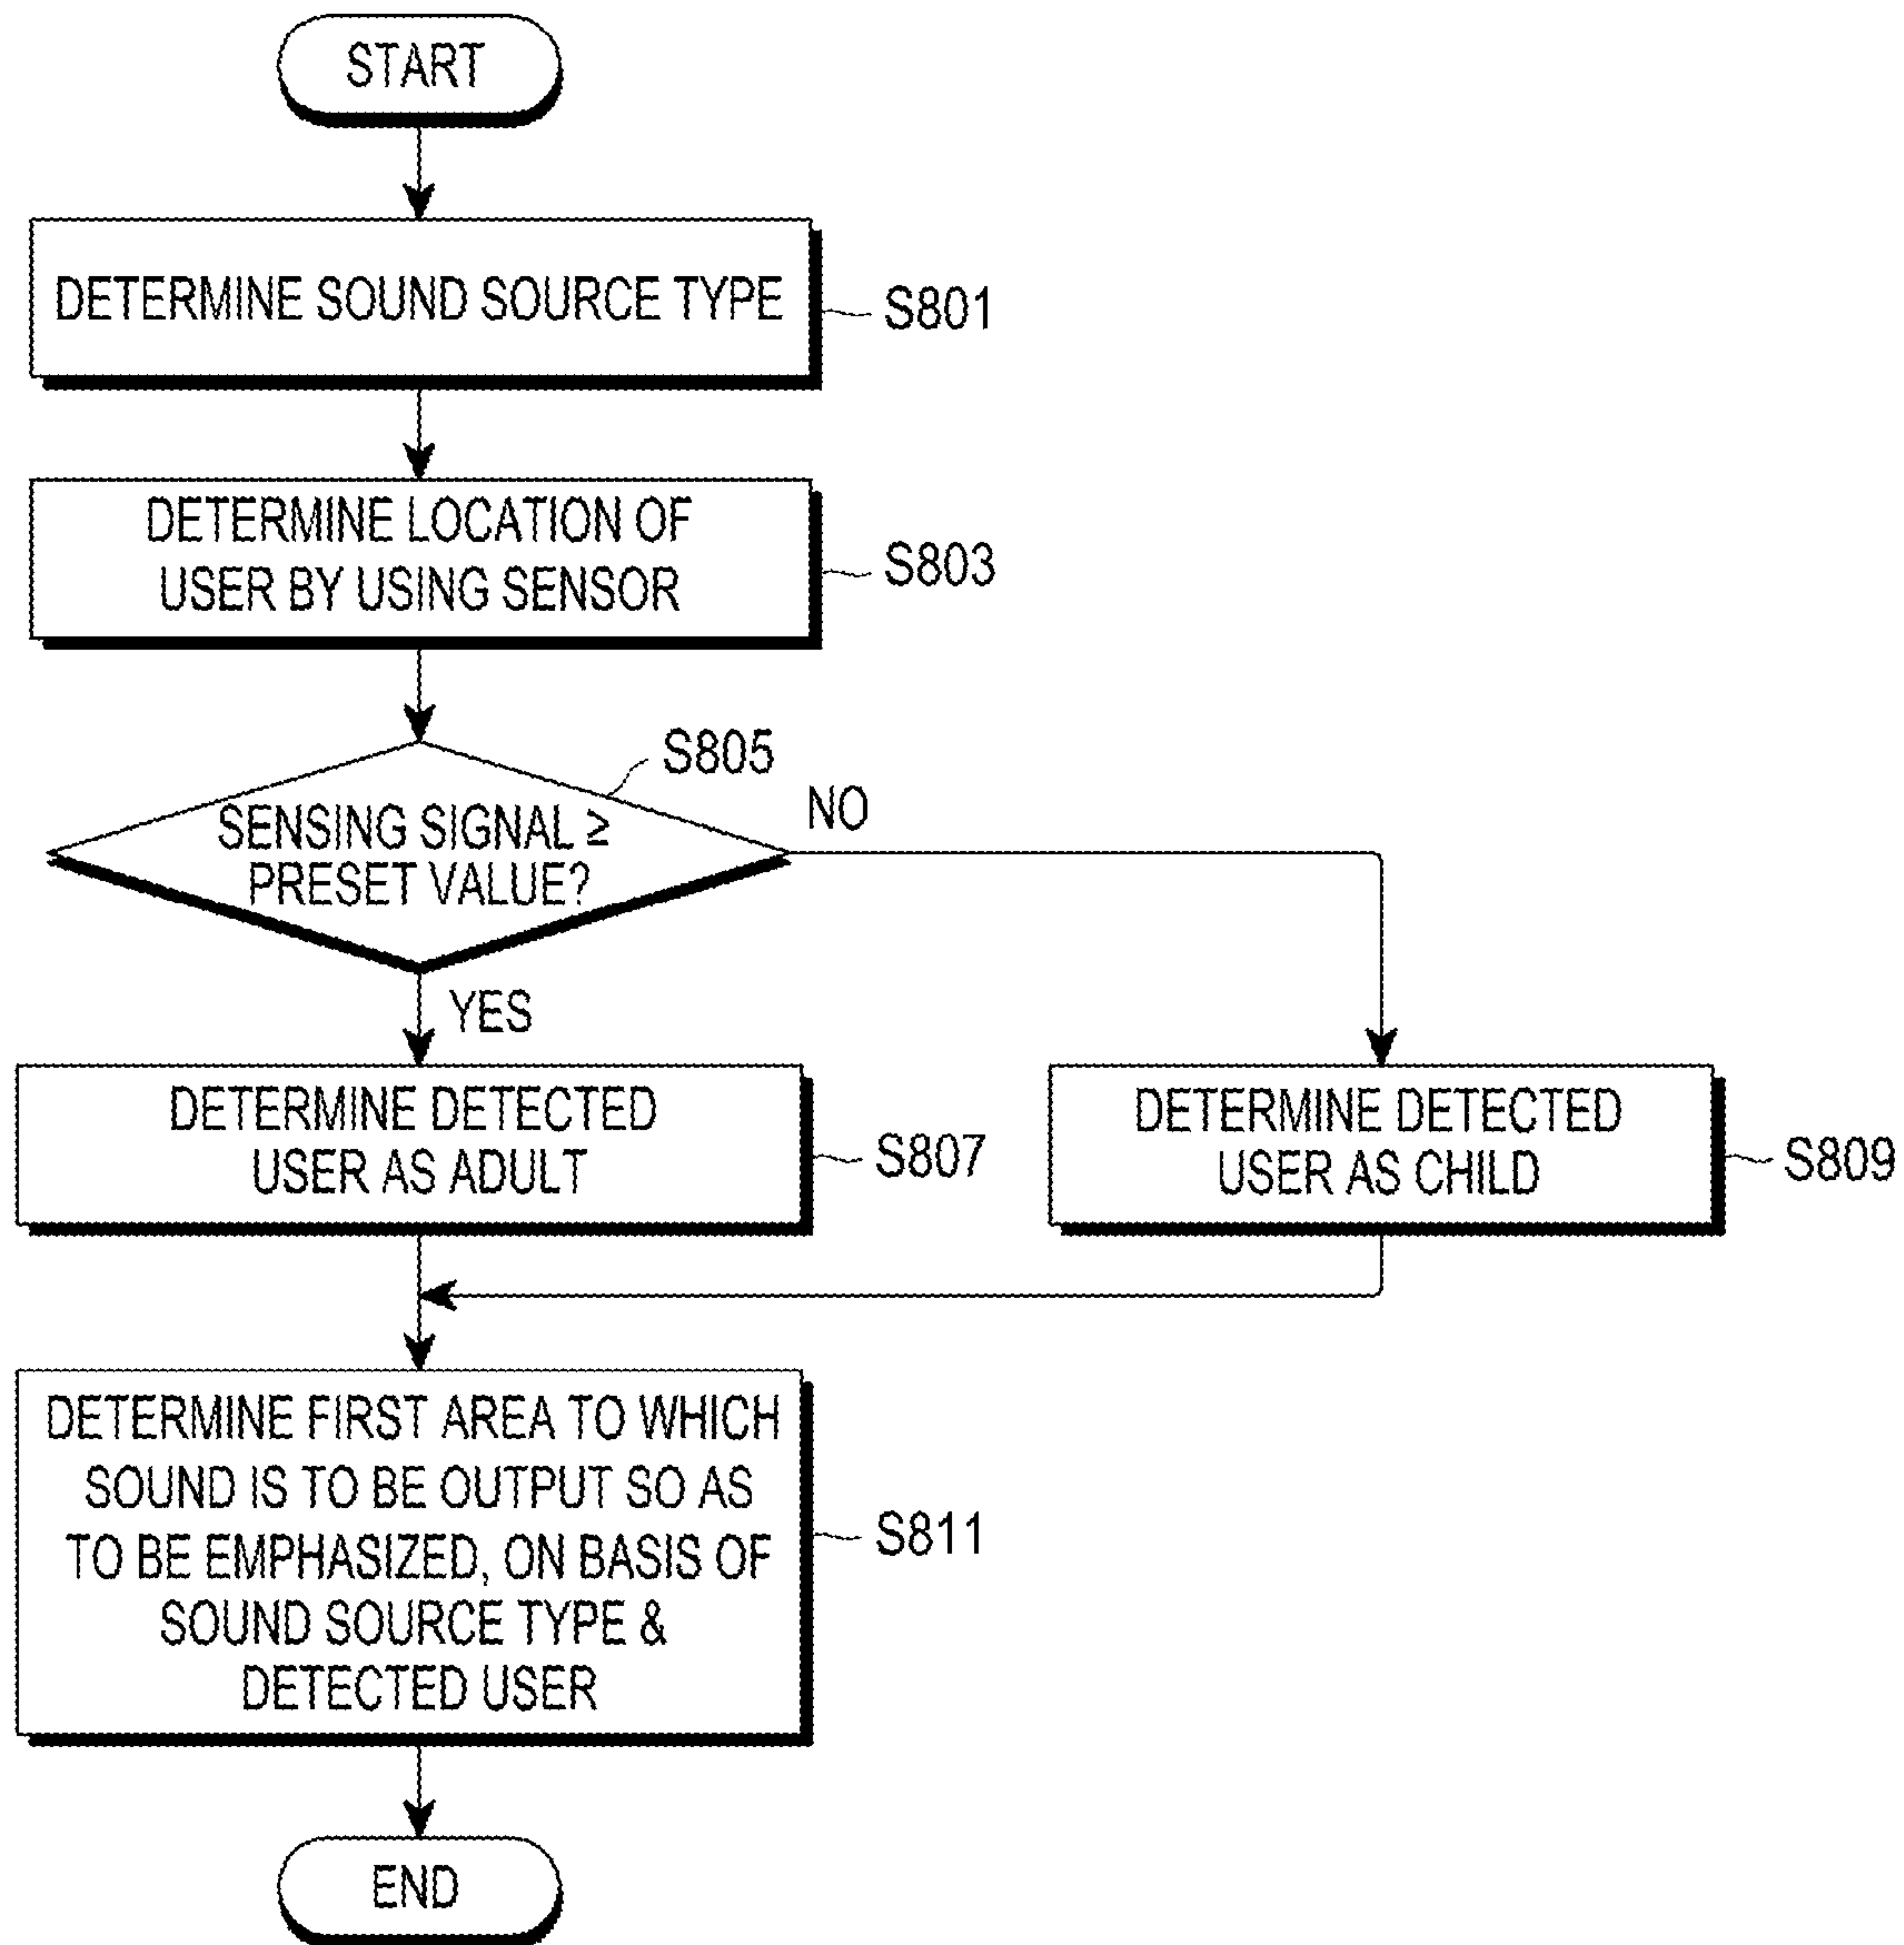 START
DETERMINE SOUND SOURCE TYPE
S801
DETERMINE LOCATION OF
USER BY USING SENSOR
S803
S805
SENSING SIGNAL ≥
PRESET VALUE?
NO
YES
DETERMINE DETECTED
USER AS ADULT
S807
DETERMINE DETECTED
USER AS CHILD
S809
DETERMINE FIRST AREA TO WHICH
SOUND IS TO BE OUTPUT SO AS
TO BE EMPHASIZED, ON BASIS OF
SOUND SOURCE TYPE &
DETECTED USER
S811
END